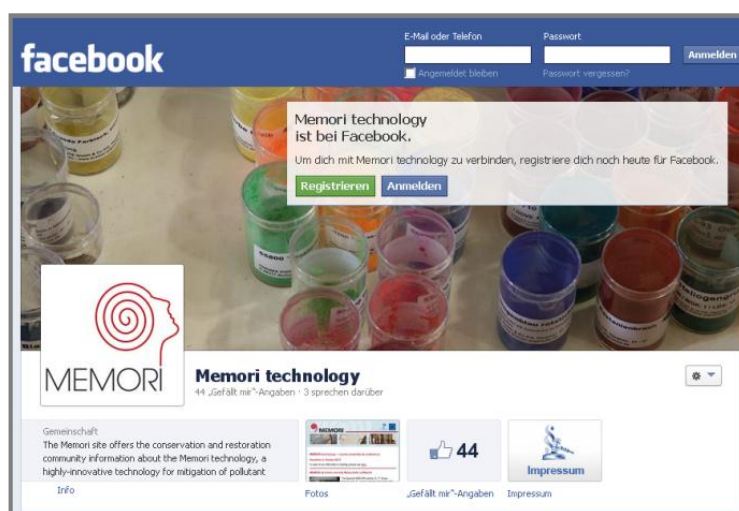 E-Mail oder Telefon
Passwort
facebook
Anmelden
Angemeldet bleiben
Passwort vergessen?
Memori technology
ist bei Facebook.
Um dich mit Memori technology zu verbinden, registriere dich noch heute für Facebook.
Registrieren
Anmelden
MEMORI
Memori technology
44 „Gefällt mir“-Angaben · 3 sprechen darüber
Gemeinschaft
The Memori site offers the conservation and restoration
community information about the Memori technology, a
highly-innovative technology for mitigation of pollutant
Info
MEMORI
Fotos
44
„Gefällt mir“-Angaben
Impressum
Impressum